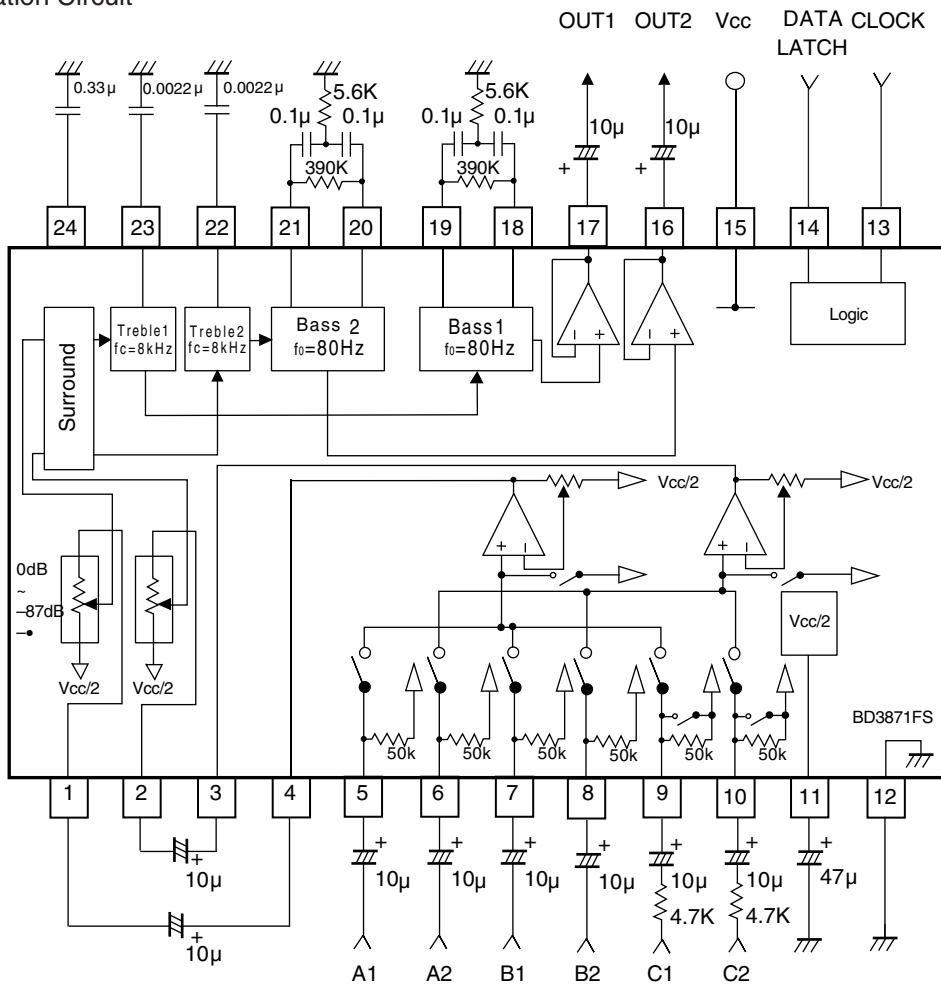 ation Circuit
OUT1 OUT2 Vcc DATA CLOCK
LATCH
0.33µ 0.0022µ 0.0022µ 5.6K 5.6K
0.1µ 0.1µ 0.1µ 0.1µ 10µ 10µ
390K 390K + +
24 23 22 21 20 19 18 17 16 15 14 13
Surround
Treble1
fc=8kHz
Treble2
fc=8kHz
Bass 2
f0=80Hz
Bass1
f0=80Hz
Logic
Vcc/2 Vcc/2
+ − + −
0dB
~
−87dB
−•
Vcc/2 Vcc/2
Vcc/2
BD3871FS
50k 50k 50k 50k 50k 50k
1 2 3 4 5 6 7 8 9 10 11 12
+ + + + + + + +
10µ 10µ 10µ 10µ 10µ 10µ 10µ 47µ
4.7K 4.7K
+
10µ
A1 A2 B1 B2 C1 C2